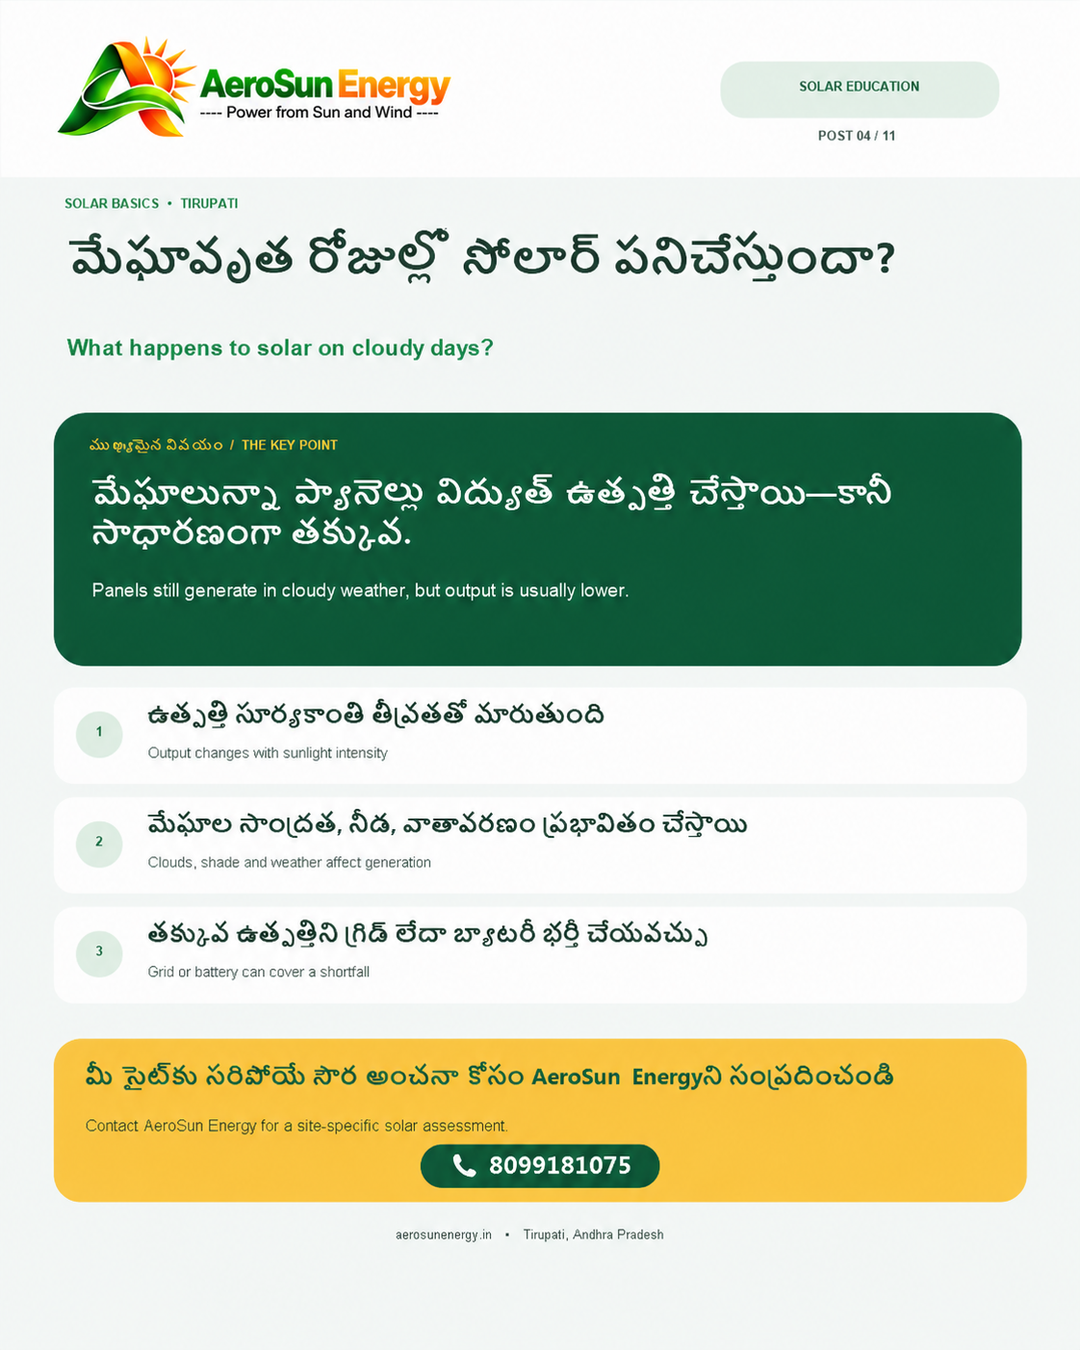 AeroSun Energy
---- Power from Sun and Wind ----
SOLAR EDUCATION
POST 04 / 11
SOLAR BASICS • TIRUPATI
మేఘావృత రోజుల్లో సోలార్ పనిచేస్తుందా?
What happens to solar on cloudy days?
ముఖ్యమైన విషయం / THE KEY POINT
మేఘాలున్నా ప్యానెల్లు విద్యుత్ ఉత్పత్తి చేస్తాయి—కానీ
సాధారణంగా తక్కువ.
Panels still generate in cloudy weather, but output is usually lower.
1
ఉత్పత్తి సూర్యకాంతి తీవ్రతతో మారుతుంది
Output changes with sunlight intensity
2
మేఘాల సాంద్రత, నీడ, వాతావరణం ప్రభావితం చేస్తాయి
Clouds, shade and weather affect generation
3
తక్కువ ఉత్పత్తిని గ్రిడ్ లేదా బ్యాటరీ భర్తీ చేయవచ్చు
Grid or battery can cover a shortfall
మీ సైట్‌కు సరిపోయే సౌర అంచనా కోసం AeroSun Energyని సంప్రదించండి
Contact AeroSun Energy for a site-specific solar assessment.
8099181075
aerosunenergy.in • Tirupati, Andhra Pradesh